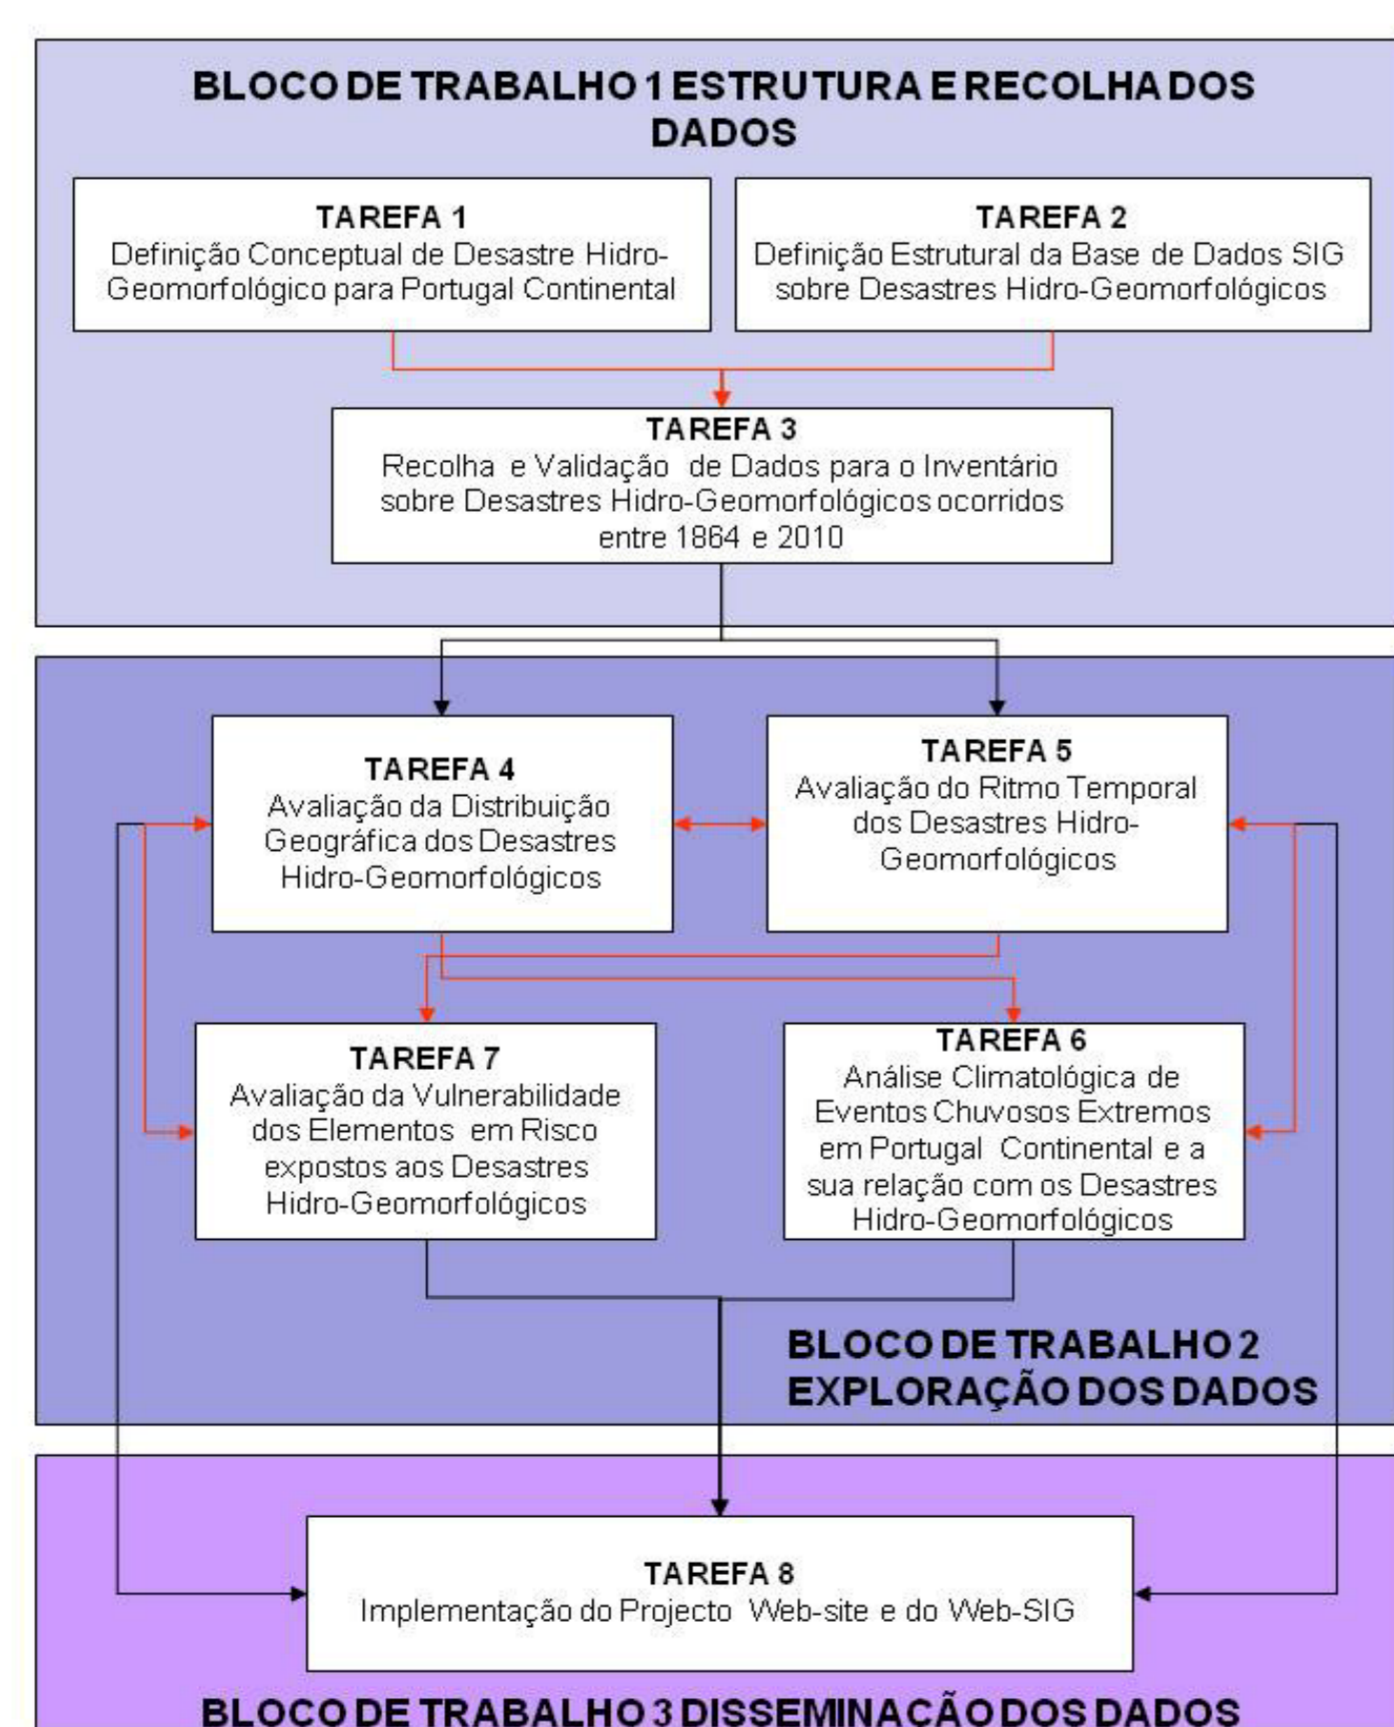 BLOCO DE TRABALHO 1 ESTRUTURA E RECOLHA DOS
DADOS
TAREFA 1
Definição Conceptual de Desastre Hidro-
Geomorfológico para Portugal Continental
TAREFA 2
Definição Estrutural da Base de Dados SIG
sobre Desastres Hidro-Geomorfológicos
TAREFA 3
Recolha e Validação de Dados para o Inventário
sobre Desastres Hidro-Geomorfológicos ocorridos
entre 1864 e 2010
TAREFA 4
Avaliação da Distribuição
Geográfica dos Desastres
Hidro-Geomorfológicos
TAREFA 5
Avaliação do Ritmo Temporal
dos Desastres Hidro-
Geomorfológicos
TAREFA 7
Avaliação da Vulnerabilidade
dos Elementos em Risco
expostos aos Desastres
Hidro-Geomorfológicos
TAREFA 6
Análise Climatológica de
Eventos Chuvosos Extremos
em Portugal Continental e a
sua relação com os Desastres
Hidro-Geomorfológicos
BLOCO DE TRABALHO 2
EXPLORAÇÃO DOS DADOS
TAREFA 8
Implementação do Projecto Web-site e do Web-SIG
BLOCO DE TRABALHO 3 DISSEMINAÇÃO DOS DADOS